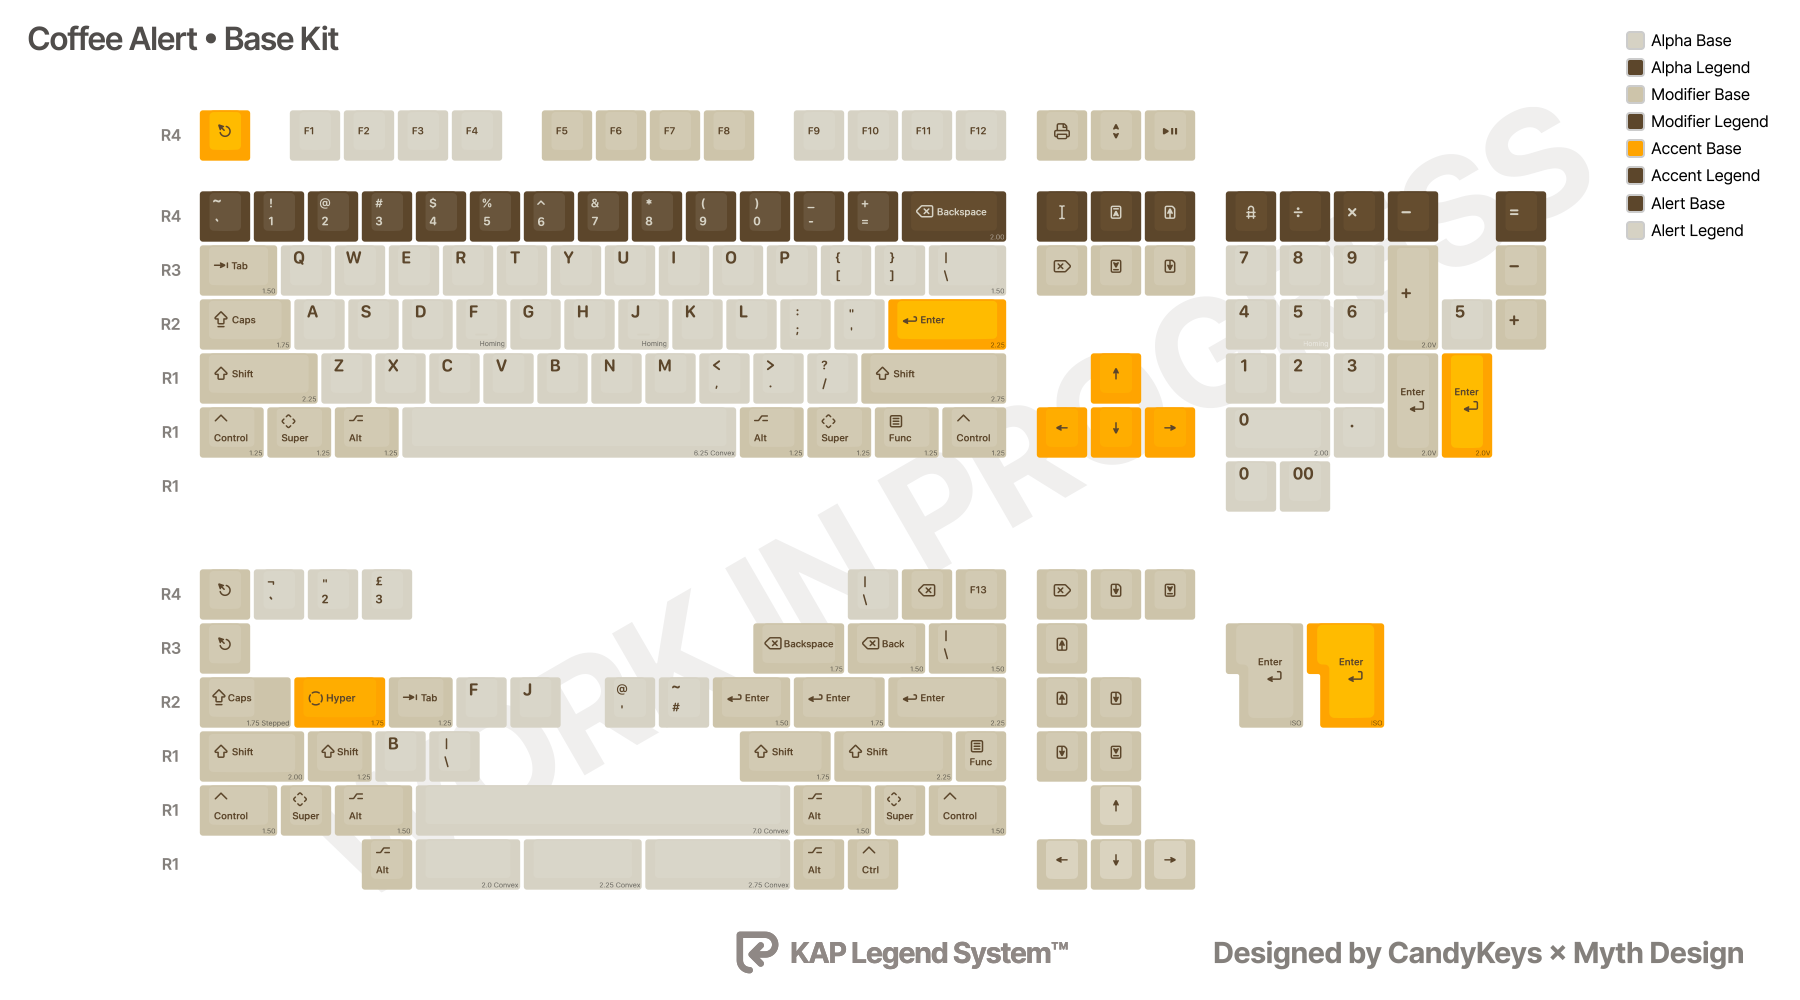 Coffee Alert • Base Kit
Alpha Base
Alpha Legend
Modifier Base
Modifier Legend
Accent Base
Accent Legend
Alert Base
Alert Legend
WORK IN PROGRESS
R4 F1 F2 F3 F4 F5 F6 F7 F8 F9 F10 F11 F12
R4 ~ ` ! 1 @ 2 # 3 $ 4 % 5 ^ 6 & 7 * 8 ( 9 ) 0 _ - + = Backspace 2.00 ÷ × − =
R3 Tab 1.50 Q W E R T Y U I O P { [ } ] | \ 1.50 7 8 9 + 2.0V −
R2 Caps 1.75 A S D F Homing G H J Homing K L : ; " ' Enter 2.25 4 5 Homing 6 5 +
R1 Shift 2.25 Z X C V B N M < , > . ? / Shift 2.75 1 2 3 Enter 2.0V Enter 2.0V
R1 Control 1.25 Super 1.25 Alt 1.25 6.25 Convex Alt 1.25 Super 1.25 Func 1.25 Control 1.25 0 2.00 .
R1 0 00
R4 ¬ ` " 2 £ 3 | \ F13
R3 Backspace 1.75 Back 1.50 | \ 1.50 Enter ISO Enter ISO
R2 Caps 1.75 Stepped Hyper 1.75 Tab 1.25 F J @ ' ~ # Enter 1.50 Enter 1.75 Enter 2.25
R1 Shift 2.00 Shift 1.25 B | \ Shift 1.75 Shift 2.25 Func
R1 Control 1.50 Super Alt 1.50 7.0 Convex Alt 1.50 Super Control 1.50
R1 Alt 2.0 Convex 2.25 Convex 2.75 Convex Alt Ctrl
KAP Legend System™
Designed by CandyKeys × Myth Design